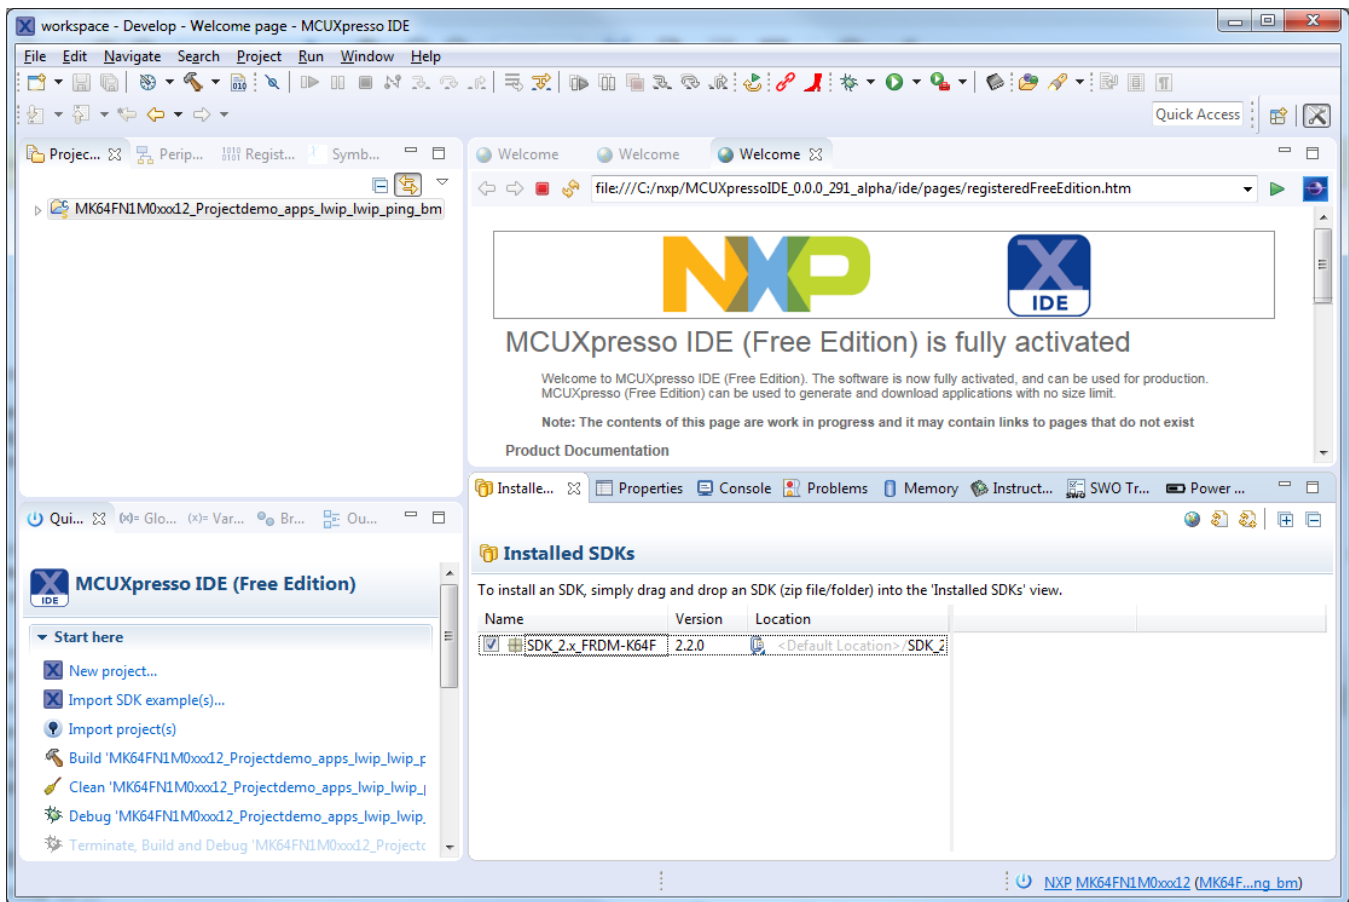 workspace - Develop - Welcome page - MCUXpresso IDE
File Edit Navigate Search Project Run Window Help
Quick Access
Projec... Perip... Regist... Symb...
MK64FN1M0xxx12_Projectdemo_apps_lwip_lwip_ping_bm
Welcome Welcome Welcome
file:///C:/nxp/MCUXpressoIDE_0.0.0_291_alpha/ide/pages/registeredFreeEdition.htm
NXP
IDE
MCUXpresso IDE (Free Edition) is fully activated
Welcome to MCUXpresso IDE (Free Edition). The software is now fully activated, and can be used for production.
MCUXpresso (Free Edition) can be used to generate and download applications with no size limit.
Note: The contents of this page are work in progress and it may contain links to pages that do not exist
Product Documentation
Qui... (x)= Glo... (x)= Var... Br... Ou...
IDE
MCUXpresso IDE (Free Edition)
Start here
New project...
Import SDK example(s)...
Import project(s)
Build 'MK64FN1M0xxx12_Projectdemo_apps_lwip_lwip_p
Clean 'MK64FN1M0xxx12_Projectdemo_apps_lwip_lwip_
Debug 'MK64FN1M0xxx12_Projectdemo_apps_lwip_lwip_
Terminate, Build and Debug 'MK64FN1M0xxx12_Projectc
Installe... Properties Console Problems Memory Instruct... SWO Tr... Power ...
Installed SDKs
To install an SDK, simply drag and drop an SDK (zip file/folder) into the 'Installed SDKs' view.
Name Version Location
SDK_2.x_FRDM-K64F 2.2.0 <Default Location>/SDK_2
NXP MK64FN1M0xxx12 (MK64F...ng_bm)